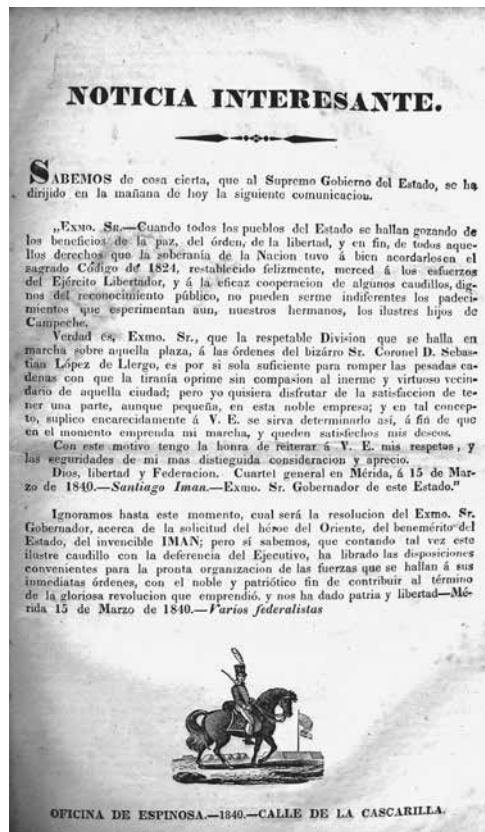 NOTICIA INTERESANTE.
SABEMOS de cosa cierta, que al Supremo Gobierno del Estado, se ha
dirijido en la mañana de hoy la siguiente comunicacion.
„EXMO. SR.—Cuando todos los pueblos del Estado se hallan gozando de
los beneficios de la paz, del órden, de la libertad, y en fin, de todos aque-
llos derechos que la soberanía de la Nacion tuvo á bien acordarlesen el
sagrado Código de 1824, restablecido felizmente, merced á los esfuerzos
del Ejército Libertador, y á la eficaz cooperacion de algunos caudillos, dig-
nos del reconocimiento público, no pueden serme indiferentes los padeci-
mientos que esperimentan aun, nuestros hermanos, los ilustres hijos de
Campeche.
Verdad es, Exmo. Sr., que la respetable Division que se halla en
marcha sobre aquella plaza, á las órdenes del bizárro Sr. Coronel D. Sebas-
tian López de Llergo, es por si sola suficiente para romper las pesadas ca-
denas con que la tiranía oprime sin compasion al inerme y virtuoso vecin-
dario de aquella ciudad; pero yo quisiera disfrutar de la satisfaccion de te-
ner una parte, aunque pequeña, en esta noble empresa; y en tal concep-
to, suplico encarecidamente á V. E. se sirva determinarlo así, á fin de que
en el momento emprenda mi marcha, y queden satisfechos mis deseos.
Con este motivo tengo la honra de reiterar á V. E. mis respetos, y
las seguridades de mi mas distieguida consideracion y aprecio.
Dios, libertad y Federacion. Cuartel general en Mérida, á 15 de Mar-
zo de 1840.—Santiago Iman.—Exmo. Sr. Gobernador de este Estado."
Ignoramos hasta este momento, cual será la resolucion del Exmo. Sr.
Gobernador, acerca de la solicitud del héroe del Oriente, del benemérito del
Estado, del invencible IMAN; pero sí sabemos, que contando tal vez este
ilustre caudillo con la deferencia del Ejecutivo, ha librado las disposiciones
convenientes para la pronta organizacion de las fuerzas que se hallan á sus
inmediatas órdenes, con el noble y patriótico fin de contribuir al término
de la gloriosa revolucion que emprendió, y nos ha dado patria y libertad—Mé-
rida 15 de Marzo de 1840.—Varios federalistas
OFICINA DE ESPINOSA.—1840.—CALLE DE LA CASCARILLA.